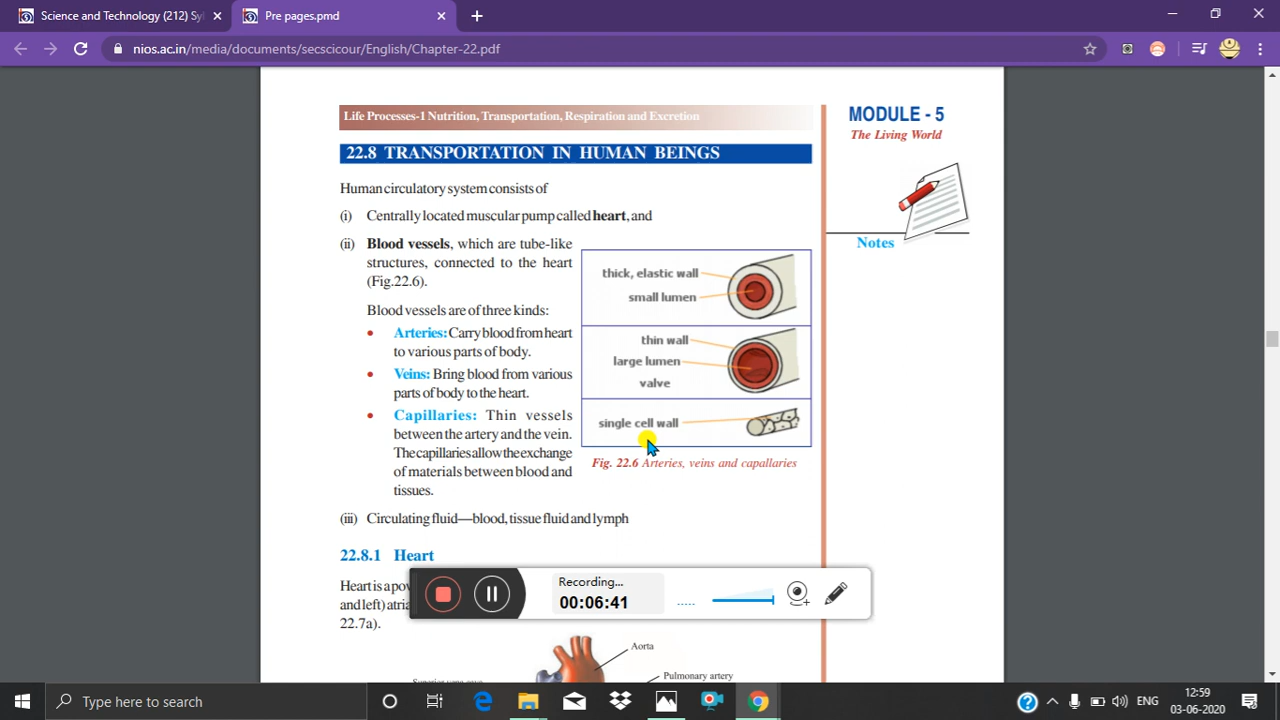 Science and Technology (212) Syl
Pre pages.pmd
nios.ac.in/media/documents/secscicour/English/Chapter-22.pdf
Life Processes-1 Nutrition, Transportation, Respiration and Excretion
MODULE - 5
The Living World
22.8 TRANSPORTATION IN HUMAN BEINGS
Notes
Human circulatory system consists of
(i) Centrally located muscular pump called heart, and
(ii) Blood vessels, which are tube-like
structures, connected to the heart
(Fig.22.6).
Blood vessels are of three kinds:
• Arteries: Carry blood from heart
to various parts of body.
• Veins: Bring blood from various
parts of body to the heart.
• Capillaries: Thin vessels
between the artery and the vein.
The capillaries allow the exchange
of materials between blood and
tissues.
thick, elastic wall
small lumen
thin wall
large lumen
valve
single cell wall
Fig. 22.6 Arteries, veins and capallaries
(iii) Circulating fluid—blood, tissue fluid and lymph
22.8.1 Heart
Heart is a pow
and left) atria
22.7a).
Recording...
00:06:41
Aorta
Pulmonary artery
Type here to search
ENG
12:59
03-06-2020